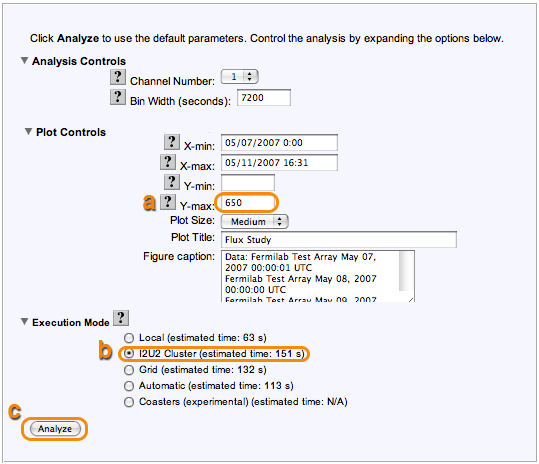 Click Analyze to use the default parameters. Control the analysis by expanding the options below.
Analysis Controls
? Channel Number: 1
? Bin Width (seconds): 7200
Plot Controls
? X-min: 05/07/2007 0:00
? X-max: 05/11/2007 16:31
? Y-min:
a ? Y-max: 650
Plot Size: Medium
Plot Title: Flux Study
Figure caption: Data: Fermilab Test Array May 07,
2007 00:00:01 UTC
Fermilab Test Array May 08, 2007
00:00:00 UTC
Fermilab Test Array May 09, 2007
Execution Mode ?
Local (estimated time: 63 s)
b I2U2 Cluster (estimated time: 151 s)
Grid (estimated time: 132 s)
Automatic (estimated time: 113 s)
Coasters (experimental) (estimated time: N/A)
c
Analyze